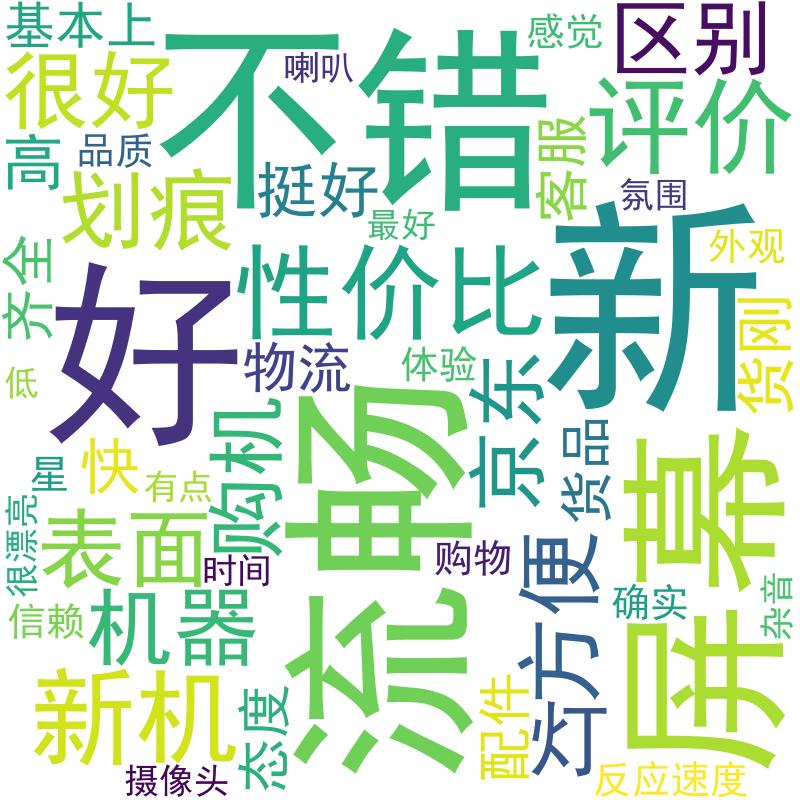 基本上
不错
感觉
区别
喇叭
很好
评价
高
品质
划痕
挺好
客服
氛围
最好
新
外观
齐全
好
性价比
货刚
物流
体验
低
京东
流畅
购机
货品
屏幕
快
星
有点
很漂亮
表面
时间
购物
方便
确实
杂音
信赖
机器
新机
态度
配件
灯
摄像头
反应速度